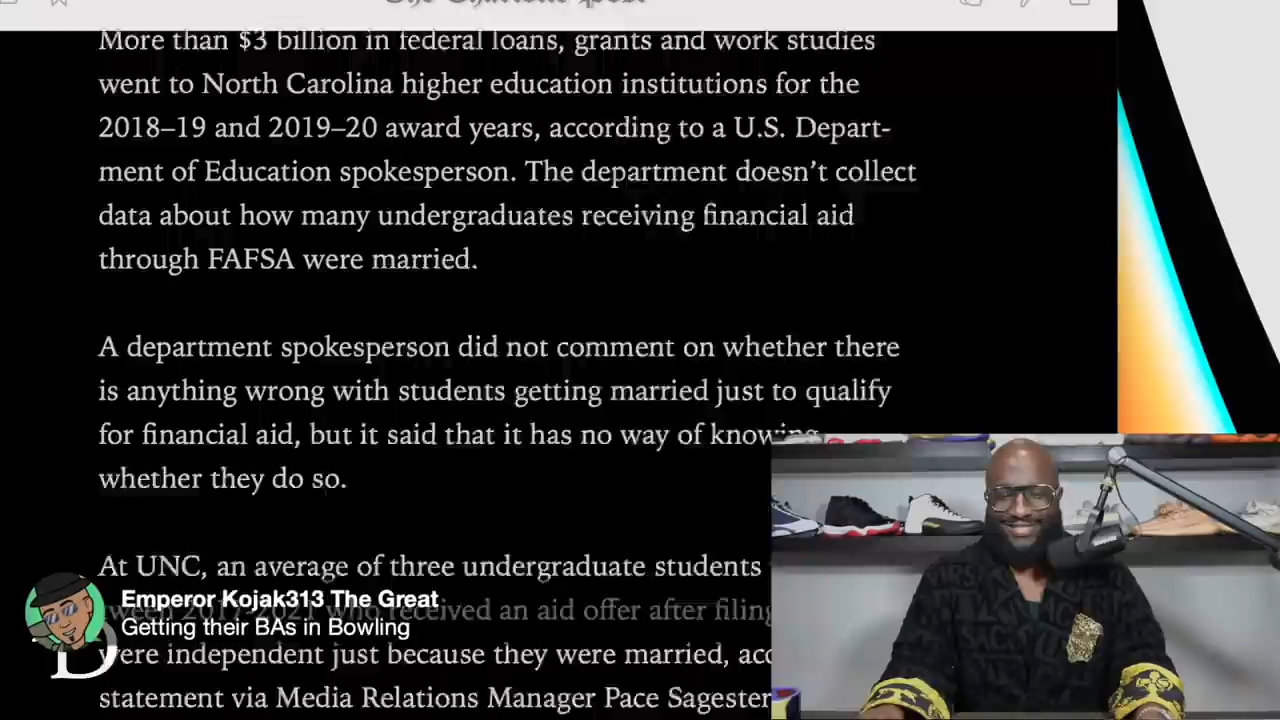 The Charlotte Post
More than $3 billion in federal loans, grants and work studies
went to North Carolina higher education institutions for the
2018–19 and 2019–20 award years, according to a U.S. Depart-
ment of Education spokesperson. The department doesn’t collect
data about how many undergraduates receiving financial aid
through FAFSA were married.
A department spokesperson did not comment on whether there
is anything wrong with students getting married just to qualify
for financial aid, but it said that it has no way of knowing
whether they do so.
At UNC, an average of three undergraduate students
who received an aid offer after filing
were independent just because they were married,
statement via Media Relations Manager Pace Sagester
Emperor Kojak313 The Great
Getting their BAs in Bowling